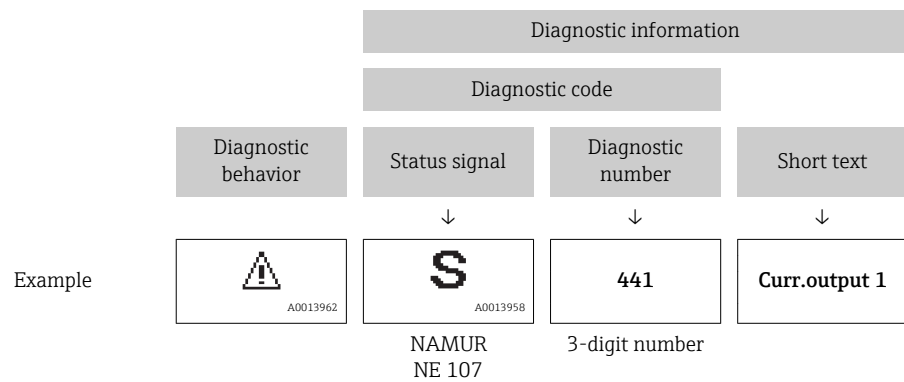 Diagnostic information
Diagnostic code
Diagnostic
behavior
Status signal
Diagnostic
number
Short text
↓ ↓ ↓
Example
A0013962
S
A0013958
441
Curr.output 1
NAMUR
NE 107
3-digit number